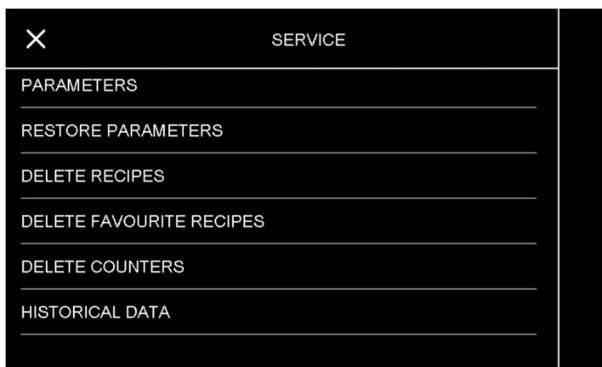 SERVICE
PARAMETERS
RESTORE PARAMETERS
DELETE RECIPES
DELETE FAVOURITE RECIPES
DELETE COUNTERS
HISTORICAL DATA